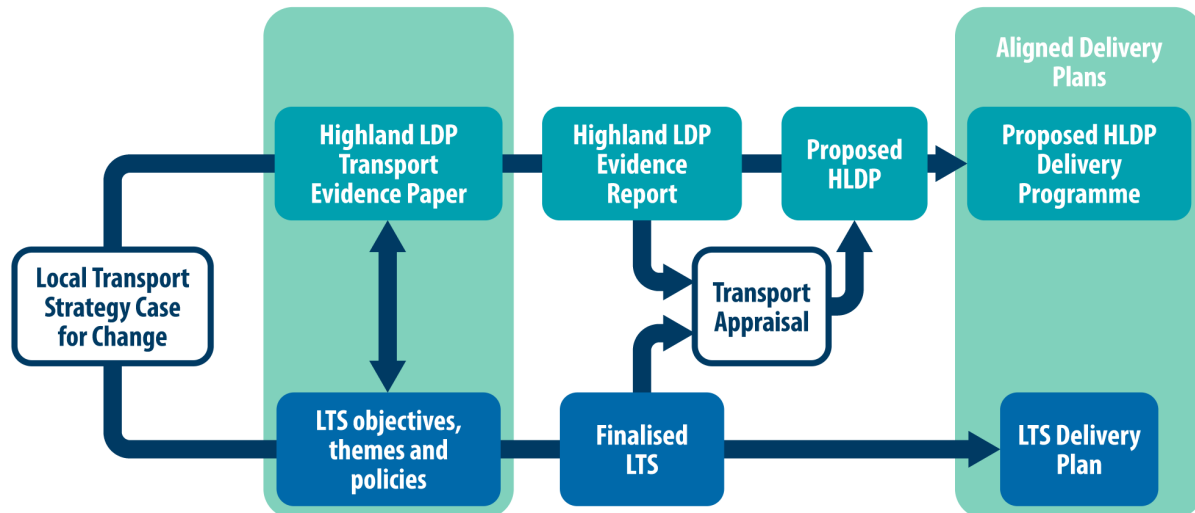 Aligned Delivery
Plans
Highland LDP
Transport
Evidence Paper
Highland LDP
Evidence
Report
Proposed
HLDP
Proposed HLDP
Delivery
Programme
Local Transport
Strategy Case
for Change
Transport
Appraisal
LTS objectives,
themes and
policies
Finalised
LTS
LTS Delivery
Plan